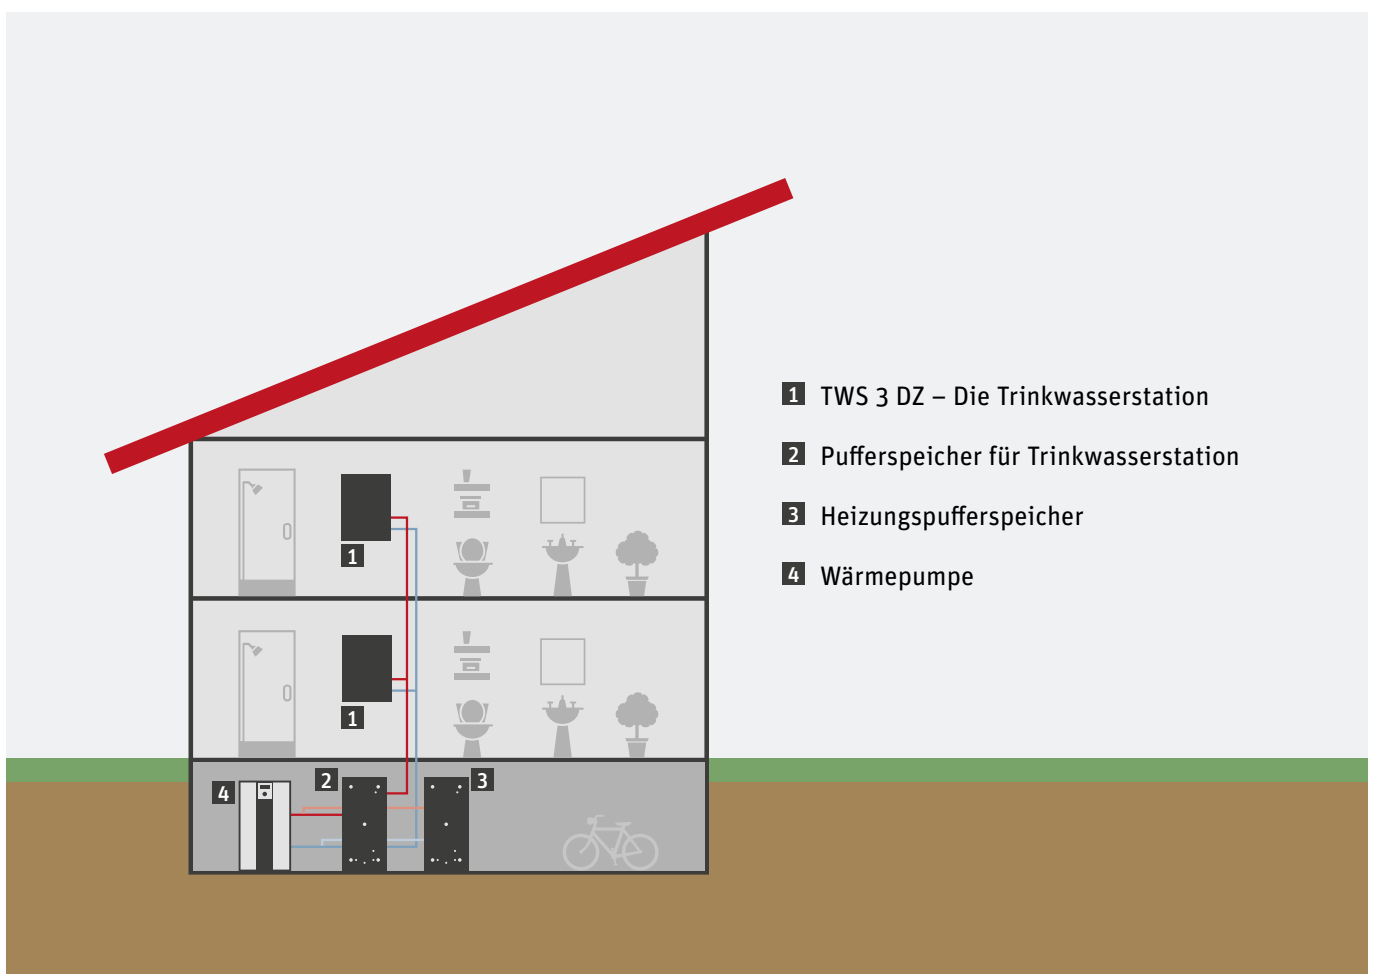 1 TWS 3 DZ – Die Trinkwasserstation
2 Pufferspeicher für Trinkwasserstation
3 Heizungspufferspeicher
4 Wärmepumpe
1
1
2
3
4